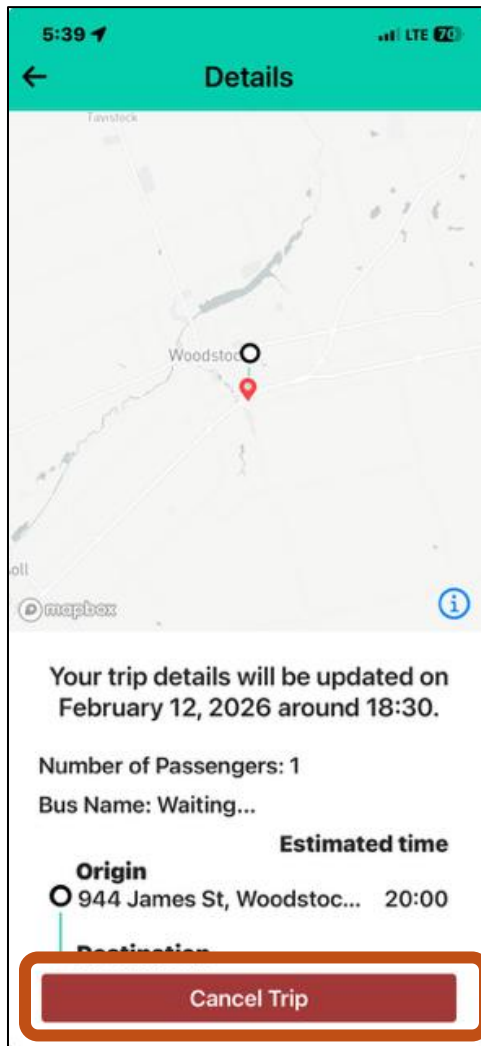 5:39
LTE 70
Details
Tavistock
Woodstoc
oll
mapbox
Your trip details will be updated on
February 12, 2026 around 18:30.
Number of Passengers: 1
Bus Name: Waiting...
Estimated time
Origin
944 James St, Woodstoc... 20:00
Destination
Cancel Trip